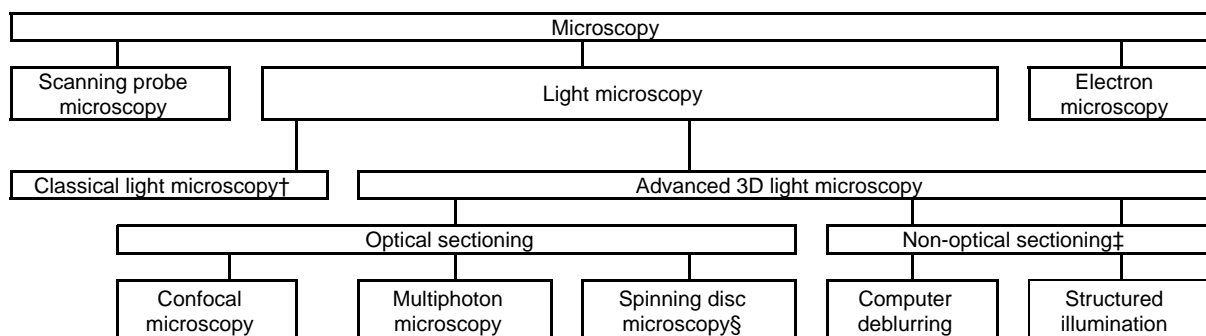 Microscopy
Scanning probe
microscopy
Light microscopy
Electron
microscopy
Classical light microscopy†
Advanced 3D light microscopy
Optical sectioning
Non-optical sectioning‡
Confocal
microscopy
Multiphoton
microscopy
Spinning disc
microscopy§
Computer
deblurring
Structured
illumination